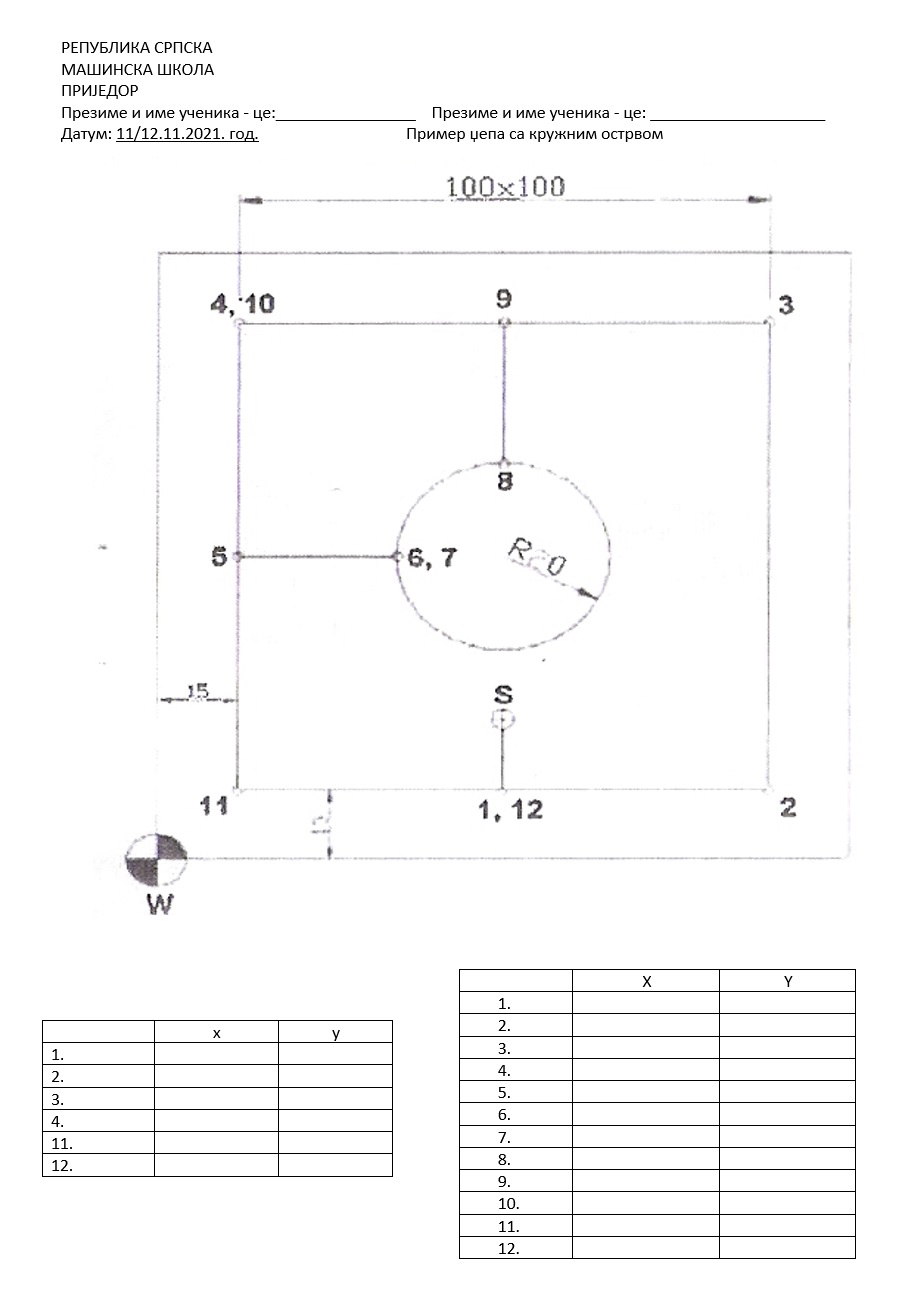 РЕПУБЛИКА СРПСКА
МАШИНСКА ШКОЛА
ПРИЈЕДОР
Презиме и име ученика - це:________________ Презиме и име ученика - це: ____________________
Датум: 11/12.11.2021. год. Пример џепа са кружним острвом
100x100
4, 10 9 3
8
5 6, 7
15
S
11 1, 12 2
W
X Y
1.
2.
3.
4.
5.
6.
7.
8.
9.
10.
11.
12.
x y
1.
2.
3.
4.
11.
12.